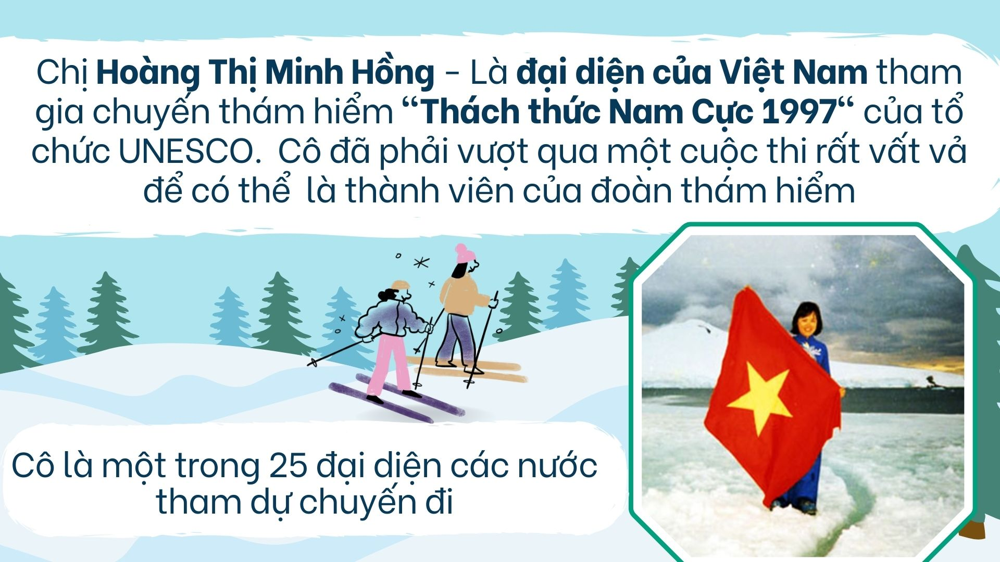 Chị Hoàng Thị Minh Hồng – Là đại diện của Việt Nam tham
gia chuyến thám hiểm “Thách thức Nam Cực 1997“ của tổ
chức UNESCO.  Cô đã phải vượt qua một cuộc thi rất vất vả
để có thể  là thành viên của đoàn thám hiểm
Cô là một trong 25 đại diện các nước
tham dự chuyến đi